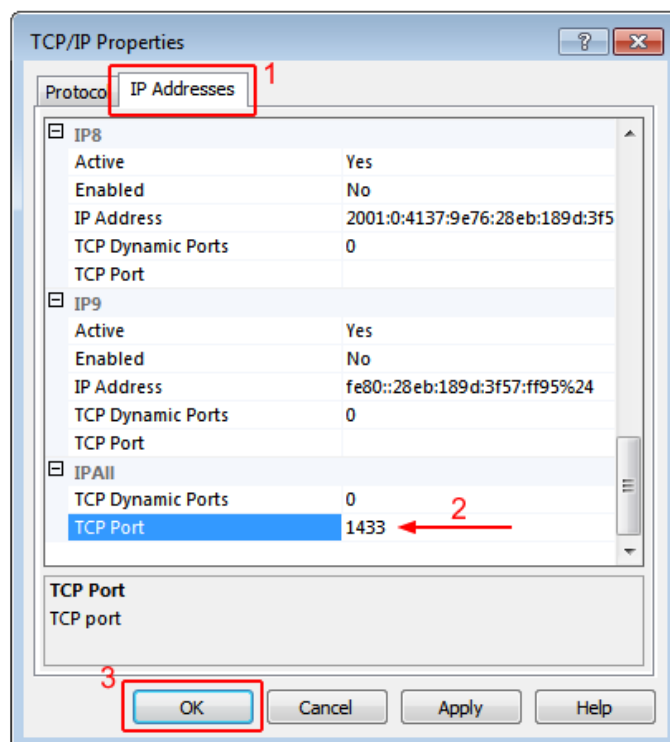 TCP/IP Properties
Protoco
IP Addresses
1
IP8
Active Yes
Enabled No
IP Address 2001:0:4137:9e76:28eb:189d:3f5
TCP Dynamic Ports 0
TCP Port
IP9
Active Yes
Enabled No
IP Address fe80::28eb:189d:3f57:ff95%24
TCP Dynamic Ports 0
TCP Port
IPAll
TCP Dynamic Ports 0
TCP Port 1433
2
TCP Port
TCP port
3
OK Cancel Apply Help